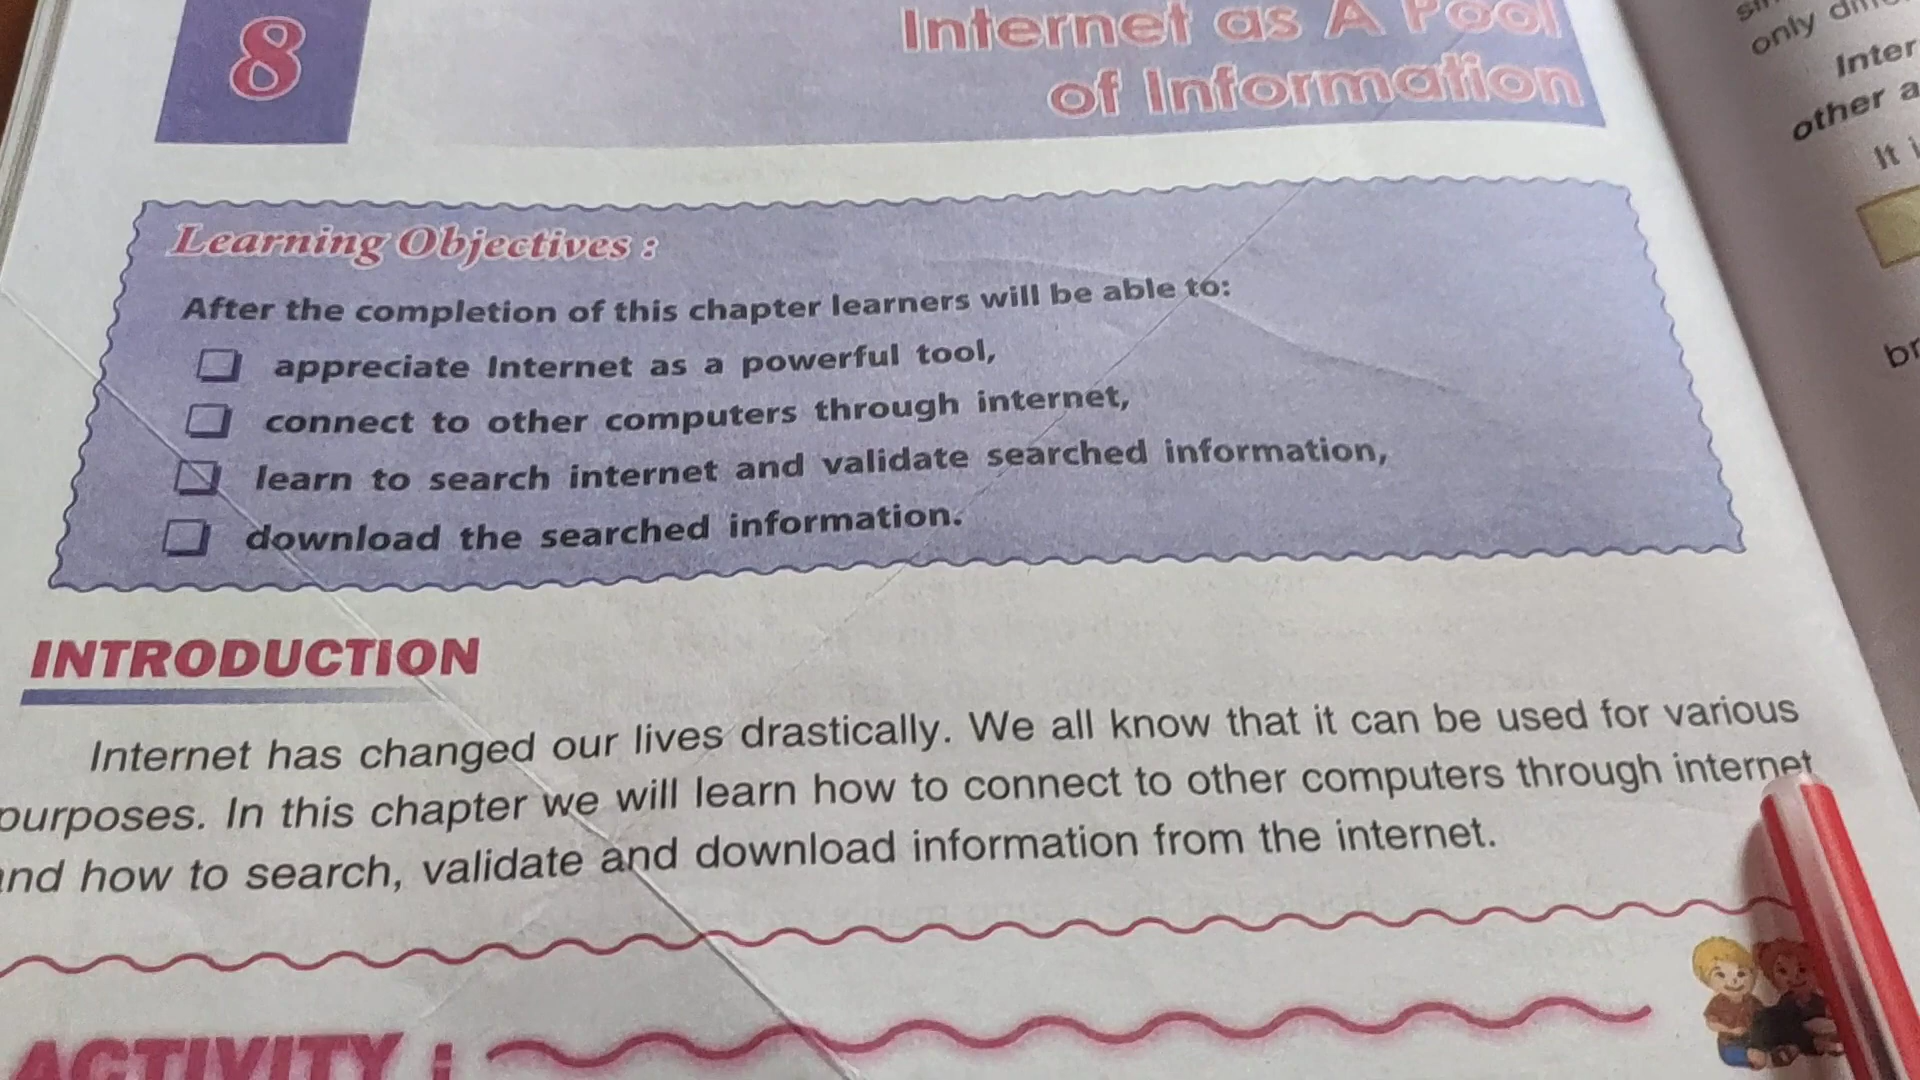 8
Internet as A Pool
of Information
Learning Objectives :
After the completion of this chapter learners will be able to:
appreciate Internet as a powerful tool,
connect to other computers through internet,
learn to search internet and validate searched information,
download the searched information.
INTRODUCTION
Internet has changed our lives drastically. We all know that it can be used for various
purposes. In this chapter we will learn how to connect to other computers through internet
and how to search, validate and download information from the internet.
ACTIVITY :
only
other a
It i